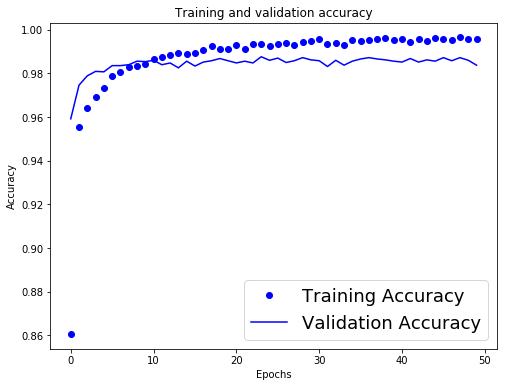 Training and validation accuracy
1.00
0.98
0.96
0.94
0.92
0.90
0.88
0.86
Accuracy
Training Accuracy
Validation Accuracy
0 10 20 30 40 50
Epochs